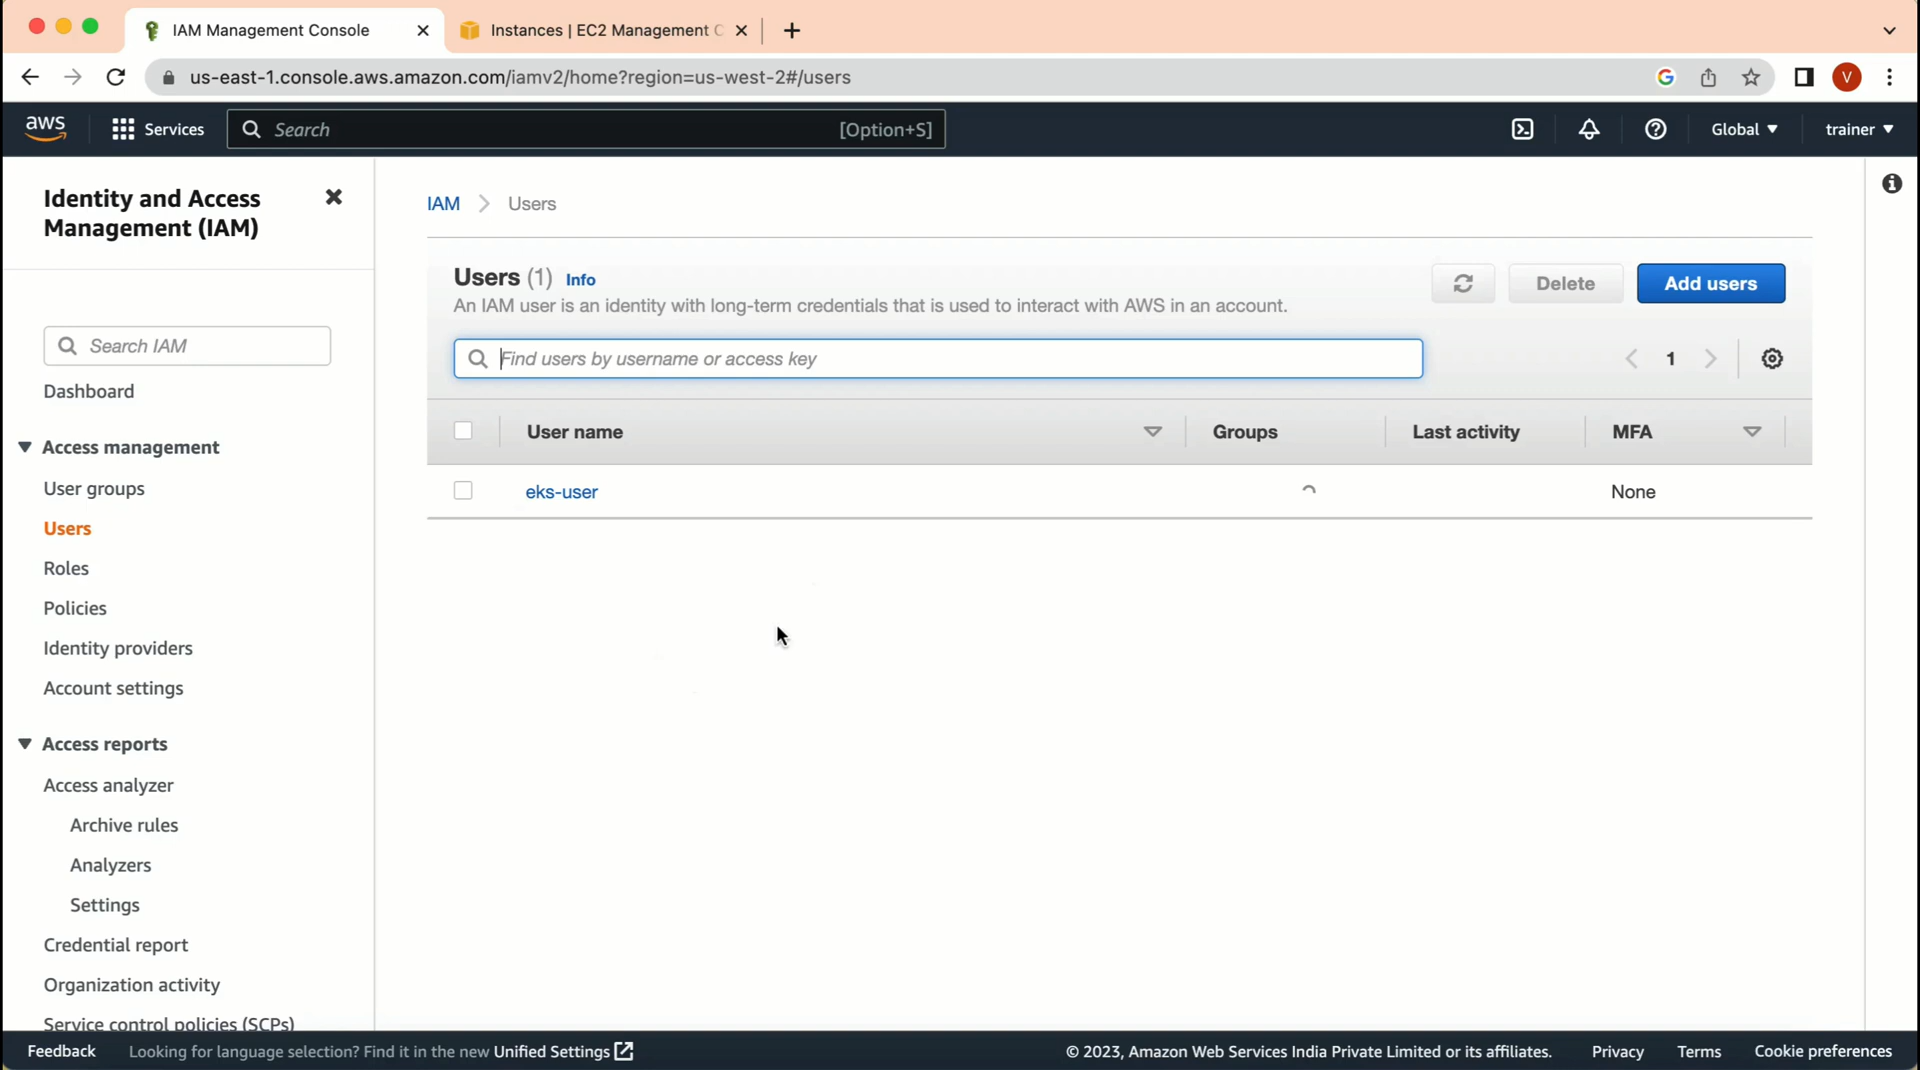 IAM Management Console
Instances | EC2 Management C
us-east-1.console.aws.amazon.com/iamv2/home?region=us-west-2#/users
G
V
aws
Services
Search
[Option+S]
Global
trainer
Identity and Access
Management (IAM)
Search IAM
Dashboard
Access management
User groups
Users
Roles
Policies
Identity providers
Account settings
Access reports
Access analyzer
Archive rules
Analyzers
Settings
Credential report
Organization activity
Service control policies (SCPs)
IAM > Users
Users (1) Info
An IAM user is an identity with long-term credentials that is used to interact with AWS in an account.
Delete
Add users
Find users by username or access key
1
User name Groups Last activity MFA
eks-user None
Feedback Looking for language selection? Find it in the new Unified Settings © 2023, Amazon Web Services India Private Limited or its affiliates. Privacy Terms Cookie preferences